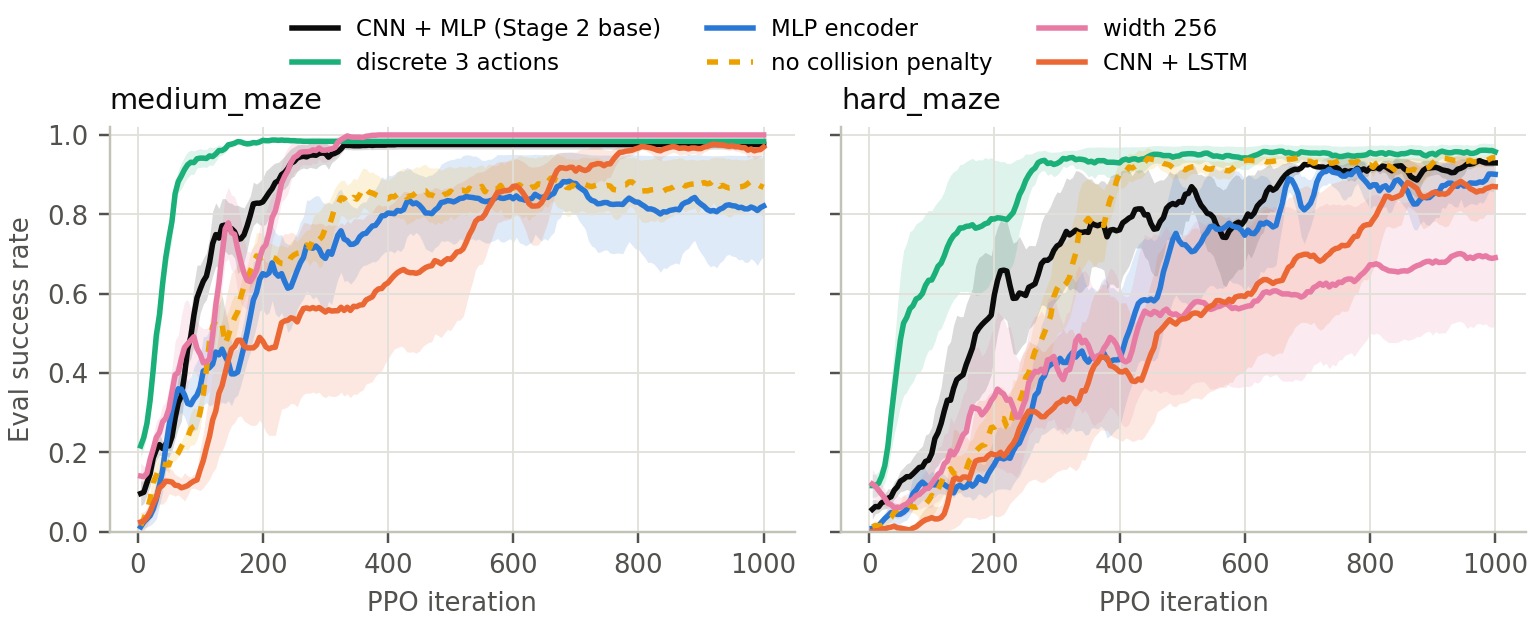 CNN + MLP (Stage 2 base)
MLP encoder
width 256
discrete 3 actions
no collision penalty
CNN + LSTM
medium_maze
hard_maze
Eval success rate
1.0
0.8
0.6
0.4
0.2
0.0
0 200 400 600 800 1000
0 200 400 600 800 1000
PPO iteration
PPO iteration